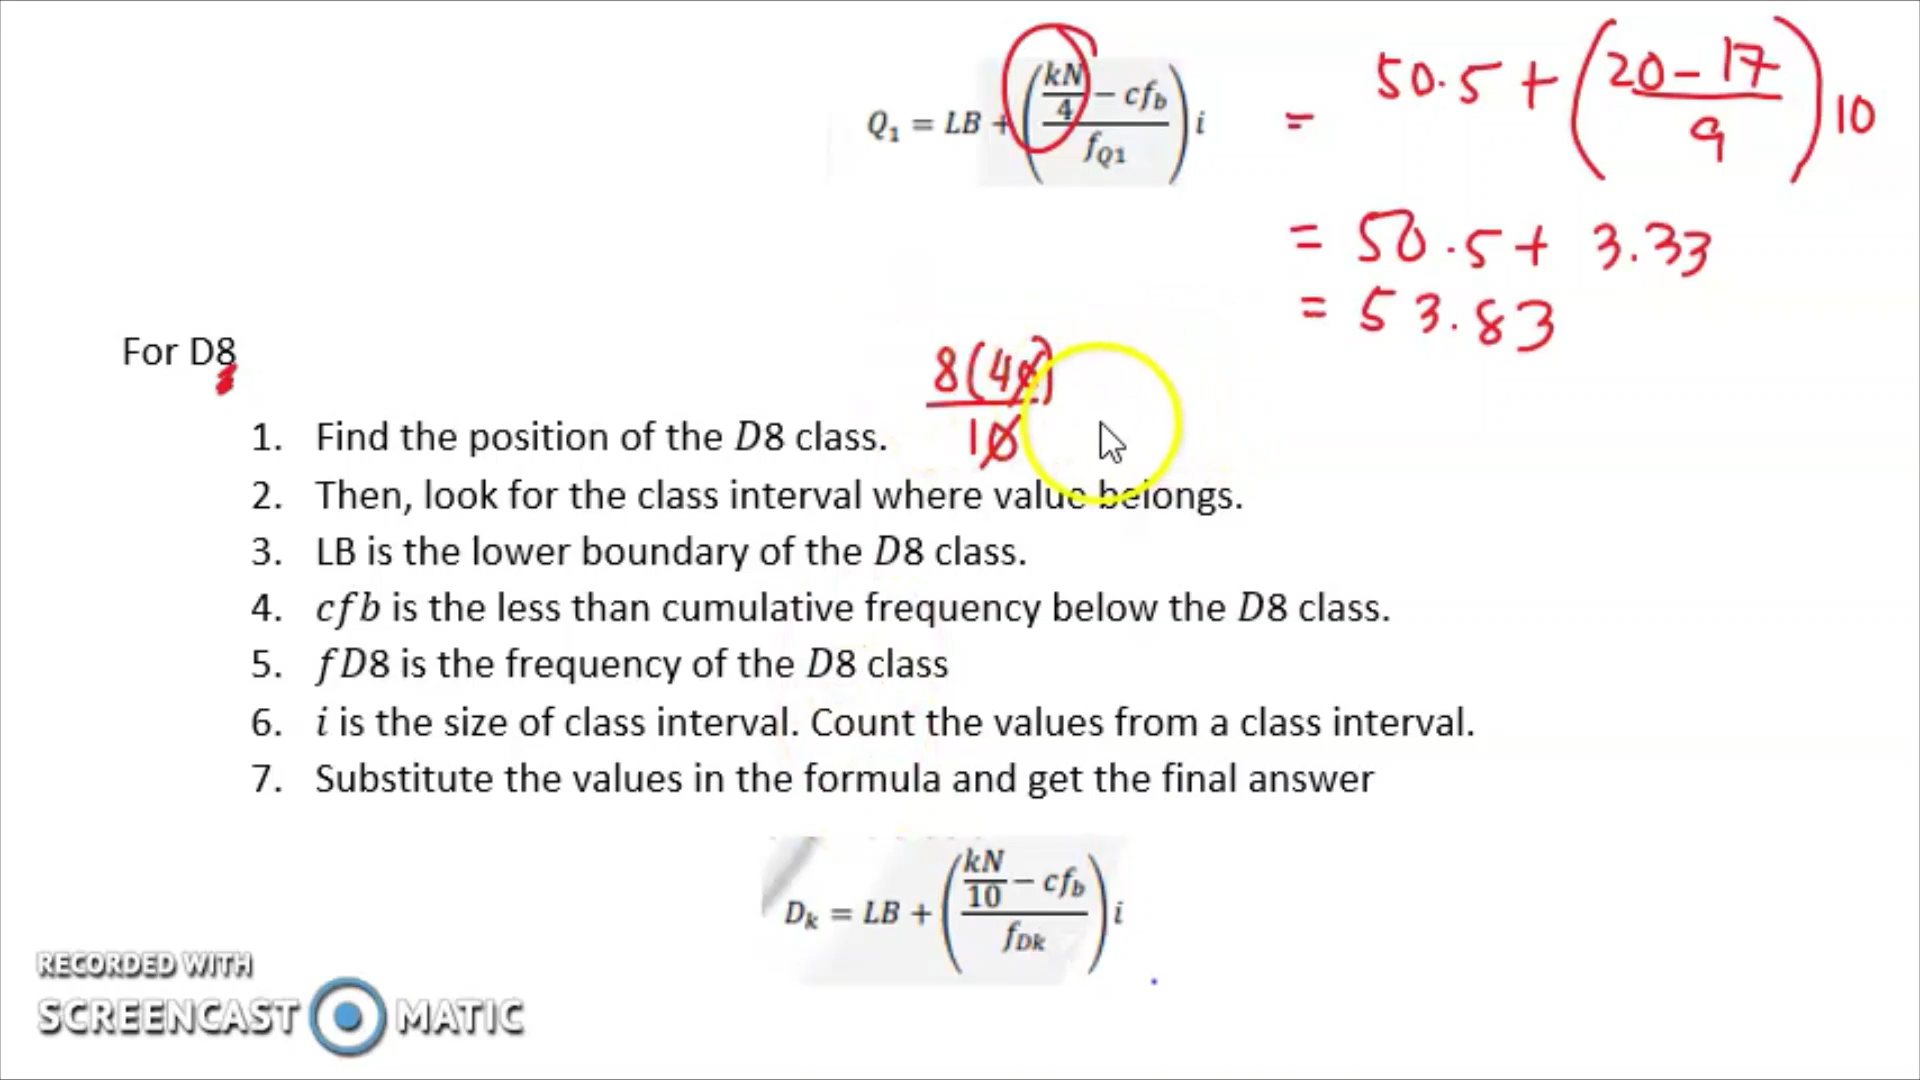 Q₁ = LB + ((kN/4 − cf_b)/f_Q1) i = 50.5 + ((20 − 17)/9) 10
= 50.5 + 3.33
= 53.83
For D8
8(40)/10
1. Find the position of the D8 class.
2. Then, look for the class interval where value belongs.
3. LB is the lower boundary of the D8 class.
4. cfb is the less than cumulative frequency below the D8 class.
5. fD8 is the frequency of the D8 class
6. i is the size of class interval. Count the values from a class interval.
7. Substitute the values in the formula and get the final answer
D_k = LB + ((kN/10 − cf_b)/f_Dk) i
RECORDED WITH
SCREENCAST MATIC